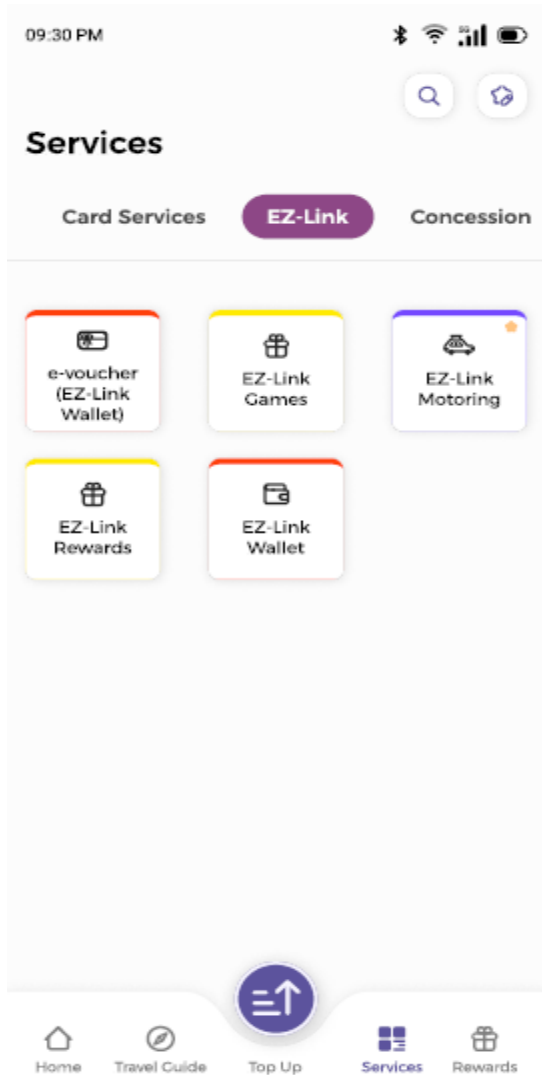 09:30 PM
Services
Card Services EZ-Link Concession
e-voucher
(EZ-Link
Wallet)
EZ-Link
Games
EZ-Link
Motoring
EZ-Link
Rewards
EZ-Link
Wallet
Home Travel Guide Top Up Services Rewards